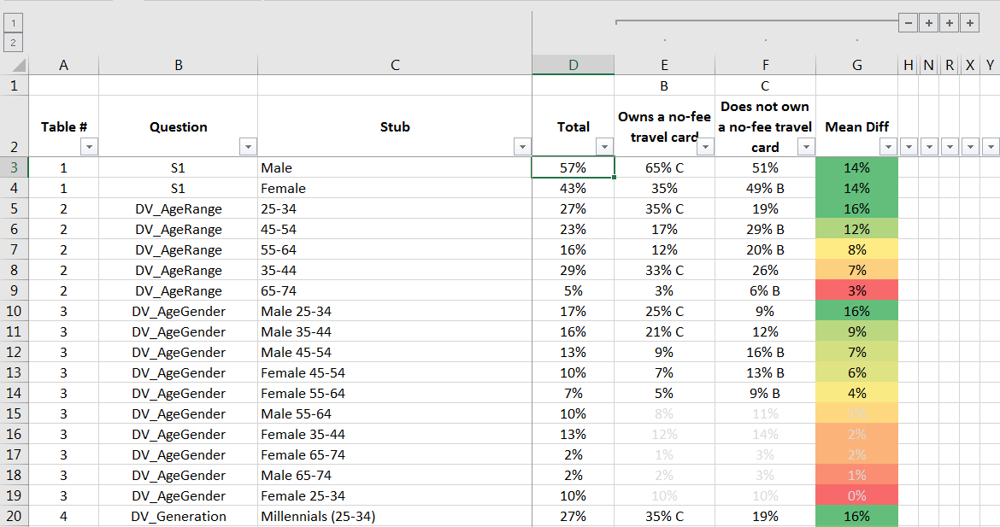 1
2
− + + +
A B C D E F G H N R X Y
1 B C
2 Table # Question Stub Total Owns a no-fee travel card Does not own a no-fee travel card Mean Diff
3 1 S1 Male 57% 65% C 51% 14%
4 1 S1 Female 43% 35% 49% B 14%
5 2 DV_AgeRange 25-34 27% 35% C 19% 16%
6 2 DV_AgeRange 45-54 23% 17% 29% B 12%
7 2 DV_AgeRange 55-64 16% 12% 20% B 8%
8 2 DV_AgeRange 35-44 29% 33% C 26% 7%
9 2 DV_AgeRange 65-74 5% 3% 6% B 3%
10 3 DV_AgeGender Male 25-34 17% 25% C 9% 16%
11 3 DV_AgeGender Male 35-44 16% 21% C 12% 9%
12 3 DV_AgeGender Male 45-54 13% 9% 16% B 7%
13 3 DV_AgeGender Female 45-54 10% 7% 13% B 6%
14 3 DV_AgeGender Female 55-64 7% 5% 9% B 4%
15 3 DV_AgeGender Male 55-64 10% 8% 11%
16 3 DV_AgeGender Female 35-44 13% 12% 14% 2%
17 3 DV_AgeGender Female 65-74 2% 1% 3% 2%
18 3 DV_AgeGender Male 65-74 2% 2% 3% 1%
19 3 DV_AgeGender Female 25-34 10% 10% 10% 0%
20 4 DV_Generation Millennials (25-34) 27% 35% C 19% 16%